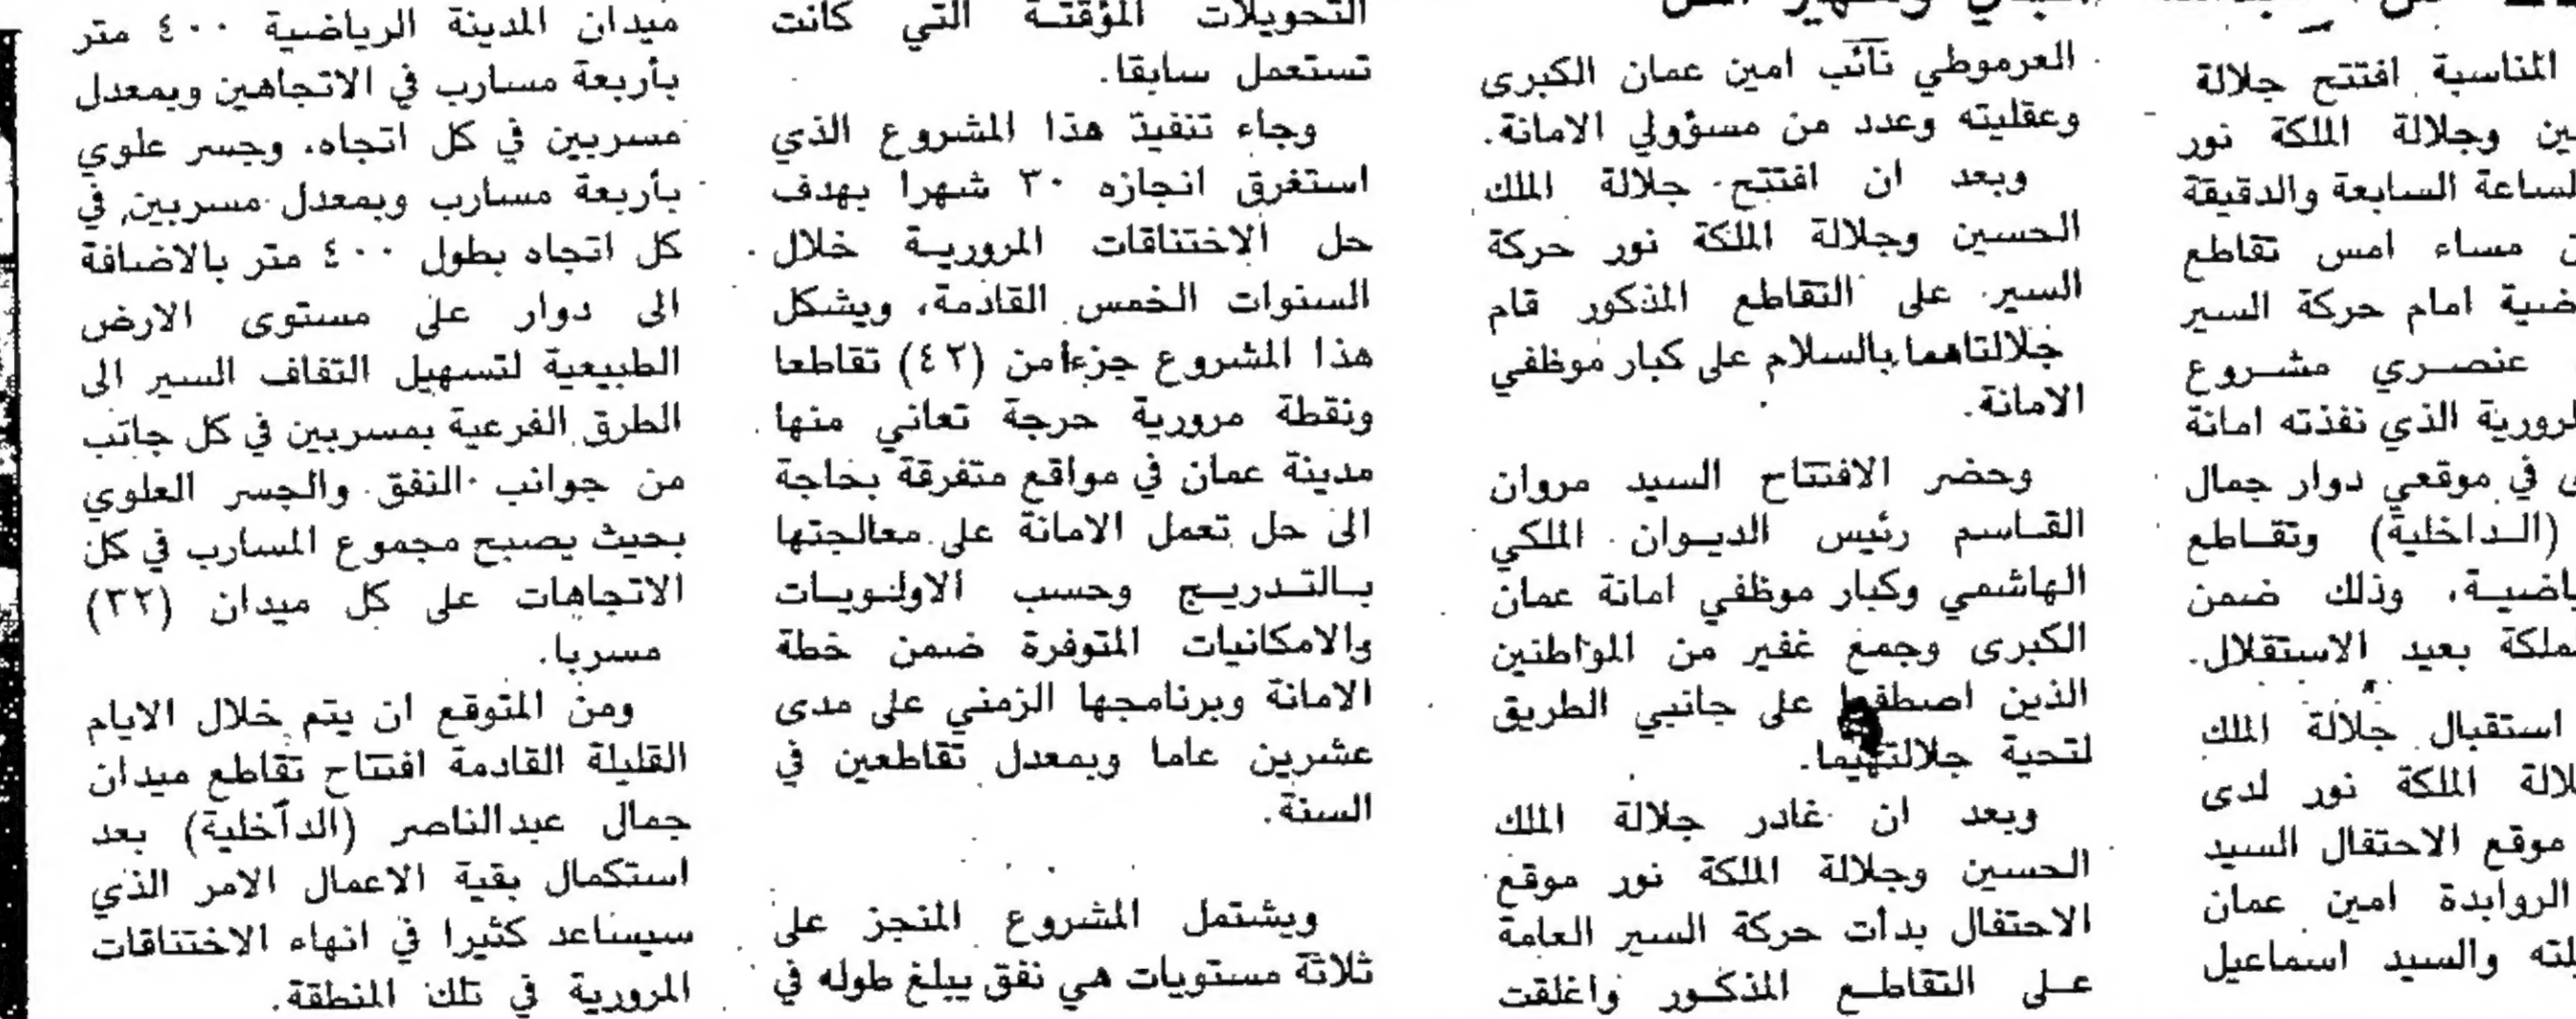 المناسبة افتتح جلالة
وجلالة الملكة نور
الساعة السابعة والدقيقة
مساء امس تقاطع
امام حركة السير
عنصري مشروع
الذي نفذته امانة
في موقعي دوار جمال
(الداخلية) وتقاطع
وذلك ضمن
بعيد الاستقلال.
استقبال جلالة الملك
الملكة نور لدى
موقع الاحتفال السيد
الروابدة امين عمان
والسيد اسماعيل
العرموطي نائب امين عمان الكبرى
وعقليته وعدد من مسؤولي الامانة.
وبعد ان افتتح جلالة الملك
الحسين وجلالة الملكة نور حركة
السير على التقاطع المذكور قام
جلالتاهما بالسلام على كبار موظفي
الامانة.
وحضر الافتتاح السيد مروان
القاسم رئيس الديوان الملكي
الهاشمي وكبار موظفي امانة عمان
الكبرى وجمع غفير من المواطنين
الذين اصطفوا على جانبي الطريق
لتحية جلالتيهما.
وبعد ان غادر جلالة الملك
الحسين وجلالة الملكة نور موقع
الاحتفال بدأت حركة السير العامة
على التقاطع المذكور واغلقت
التحويلات المؤقتة التي كانت
تستعمل سابقا.
وجاء تنفيذ هذا المشروع الذي
استغرق انجازه ٣٠ شهرا بهدف
حل الاختناقات المرورية خلال
السنوات الخمس القادمة، ويشكل
هذا المشروع جزءا من (٤٢) تقاطعا
ونقطة مرورية حرجة تعاني منها
مدينة عمان في مواقع متفرقة بحاجة
الى حل تعمل الامانة على معالجتها
بالتدريج وحسب الاولويات
والامكانيات المتوفرة ضمن خطة
الامانة وبرنامجها الزمني على مدى
عشرين عاما وبمعدل تقاطعين في
السنة.
ويشتمل المشروع المنجز على
ثلاثة مستويات هي نفق يبلغ طوله في
ميدان المدينة الرياضية ٤٠٠ متر
بأربعة مسارب في الاتجاهين وبمعدل
مسربين في كل اتجاه، وجسر علوي
بأربعة مسارب وبمعدل مسربين في
كل اتجاه بطول ٤٠٠ متر بالاضافة
الى دوار على مستوى الارض
الطبيعية لتسهيل التفاف السير الى
الطرق الفرعية بمسربين في كل جانب
من جوانب النفق والجسر العلوي
بحيث يصبح مجموع المسارب في كل
الاتجاهات على كل ميدان (٣٢)
مسربا.
ومن المتوقع ان يتم خلال الايام
القليلة القادمة افتتاح تقاطع ميدان
جمال عبدالناصر (الداخلية) بعد
استكمال بقية الاعمال الامر الذي
سيساعد كثيرا في انهاء الاختناقات
المرورية في تلك المنطقة.